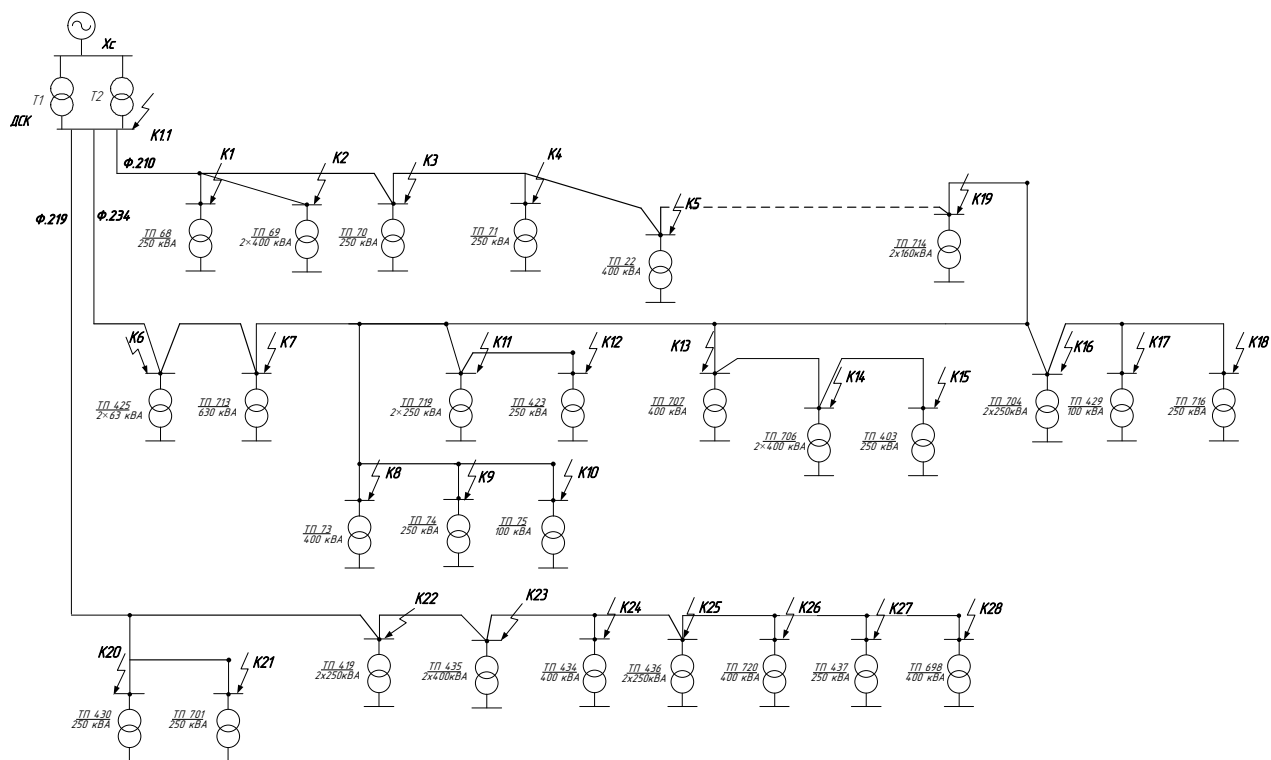 Xc
T1
T2
ДСК
K1.1
Ф.210
K1
K2
K3
K4
K5
K19
Ф.219
Ф.234
ТП 68
250 кВА
ТП 69
2×400 кВА
ТП 70
250 кВА
ТП 71
250 кВА
ТП 22
400 кВА
ТП 714
2x160кВА
K6
K7
K11
K12
K13
K14
K15
K16
K17
K18
ТП 425
2×63 кВА
ТП 713
630 кВА
ТП 719
2×250 кВА
ТП 423
250 кВА
ТП 707
400 кВА
ТП 706
2×400 кВА
ТП 403
250 кВА
ТП 704
2x250кВА
ТП 429
100 кВА
ТП 716
250 кВА
K8
K9
K10
ТП 73
400 кВА
ТП 74
250 кВА
ТП 75
100 кВА
K22
K23
K24
K25
K26
K27
K28
K20
K21
ТП 419
2x250кВА
ТП 435
2x400кВА
ТП 434
400 кВА
ТП 436
2x250кВА
ТП 720
400 кВА
ТП 437
250 кВА
ТП 698
400 кВА
ТП 430
250 кВА
ТП 701
250 кВА